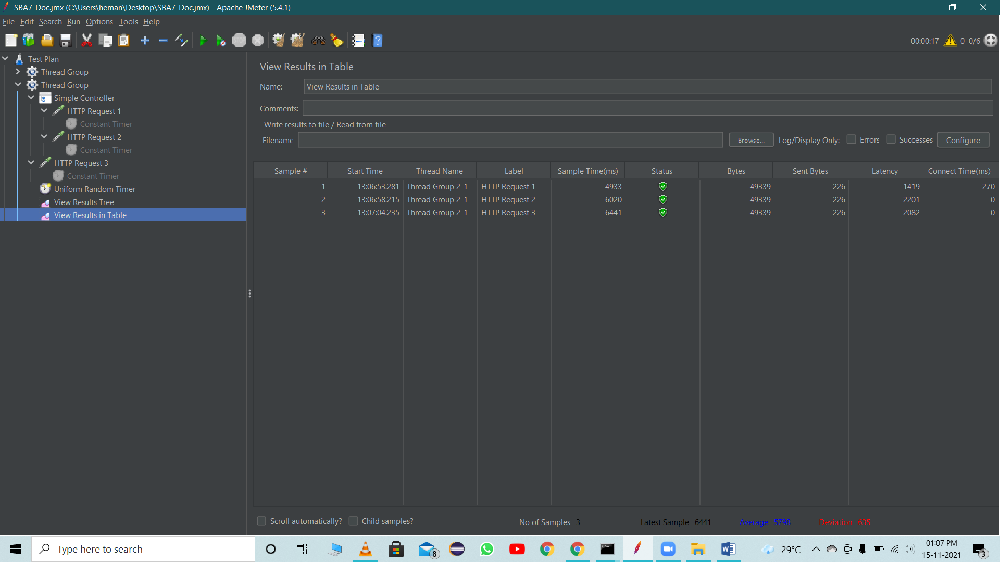 SBA7_Doc.jmx (C:\Users\heman\Desktop\SBA7_Doc.jmx) - Apache JMeter (5.4.1)
File Edit Search Run Options Tools Help
STOP
00:00:17 0 0/6
Test Plan
Thread Group
Thread Group
Simple Controller
HTTP Request 1
Constant Timer
HTTP Request 2
Constant Timer
HTTP Request 3
Constant Timer
Uniform Random Timer
View Results Tree
View Results in Table
View Results in Table
Name: View Results in Table
Comments:
Write results to file / Read from file
Filename Browse... Log/Display Only: Errors Successes Configure
Sample # Start Time Thread Name Label Sample Time(ms) Status Bytes Sent Bytes Latency Connect Time(ms)
1 13:06:53.281 Thread Group 2-1 HTTP Request 1 4933 49339 226 1419 270
2 13:06:58.215 Thread Group 2-1 HTTP Request 2 6020 49339 226 2201 0
3 13:07:04.235 Thread Group 2-1 HTTP Request 3 6441 49339 226 2082 0
Scroll automatically? Child samples? No of Samples 3 Latest Sample 6441 Average 5798 Deviation 635
Type here to search
8
W
29°C
01:07 PM
15-11-2021
3